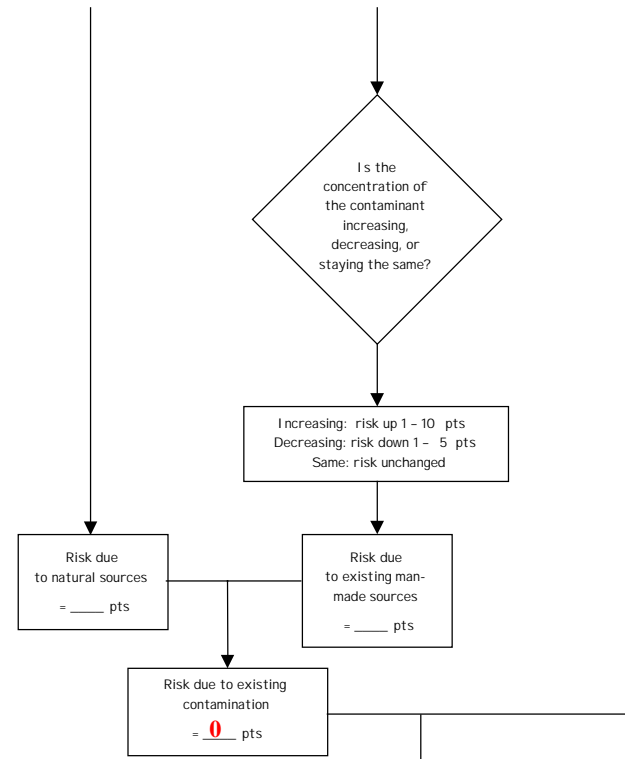 Is the
concentration of
the contaminant
increasing,
decreasing, or
staying the same?
Increasing: risk up 1 – 10 pts
Decreasing: risk down 1 – 5 pts
Same: risk unchanged
Risk due
to natural sources
= _____ pts
Risk due
to existing man-
made sources
= _____ pts
Risk due to existing
contamination
= __0__ pts